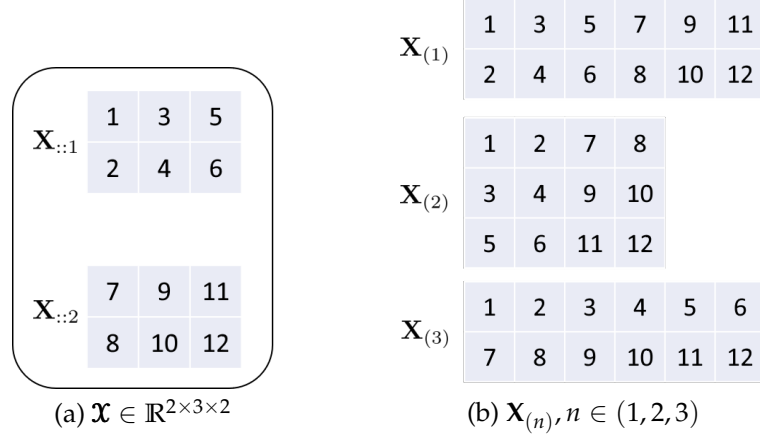 X::1
1 3 5
2 4 6
X::2
7 9 11
8 10 12
(a) 𝓧 ∈ ℝ^{2×3×2}
X(1)
1 3 5 7 9 11
2 4 6 8 10 12
X(2)
1 2 7 8
3 4 9 10
5 6 11 12
X(3)
1 2 3 4 5 6
7 8 9 10 11 12
(b) X(n), n ∈ (1, 2, 3)